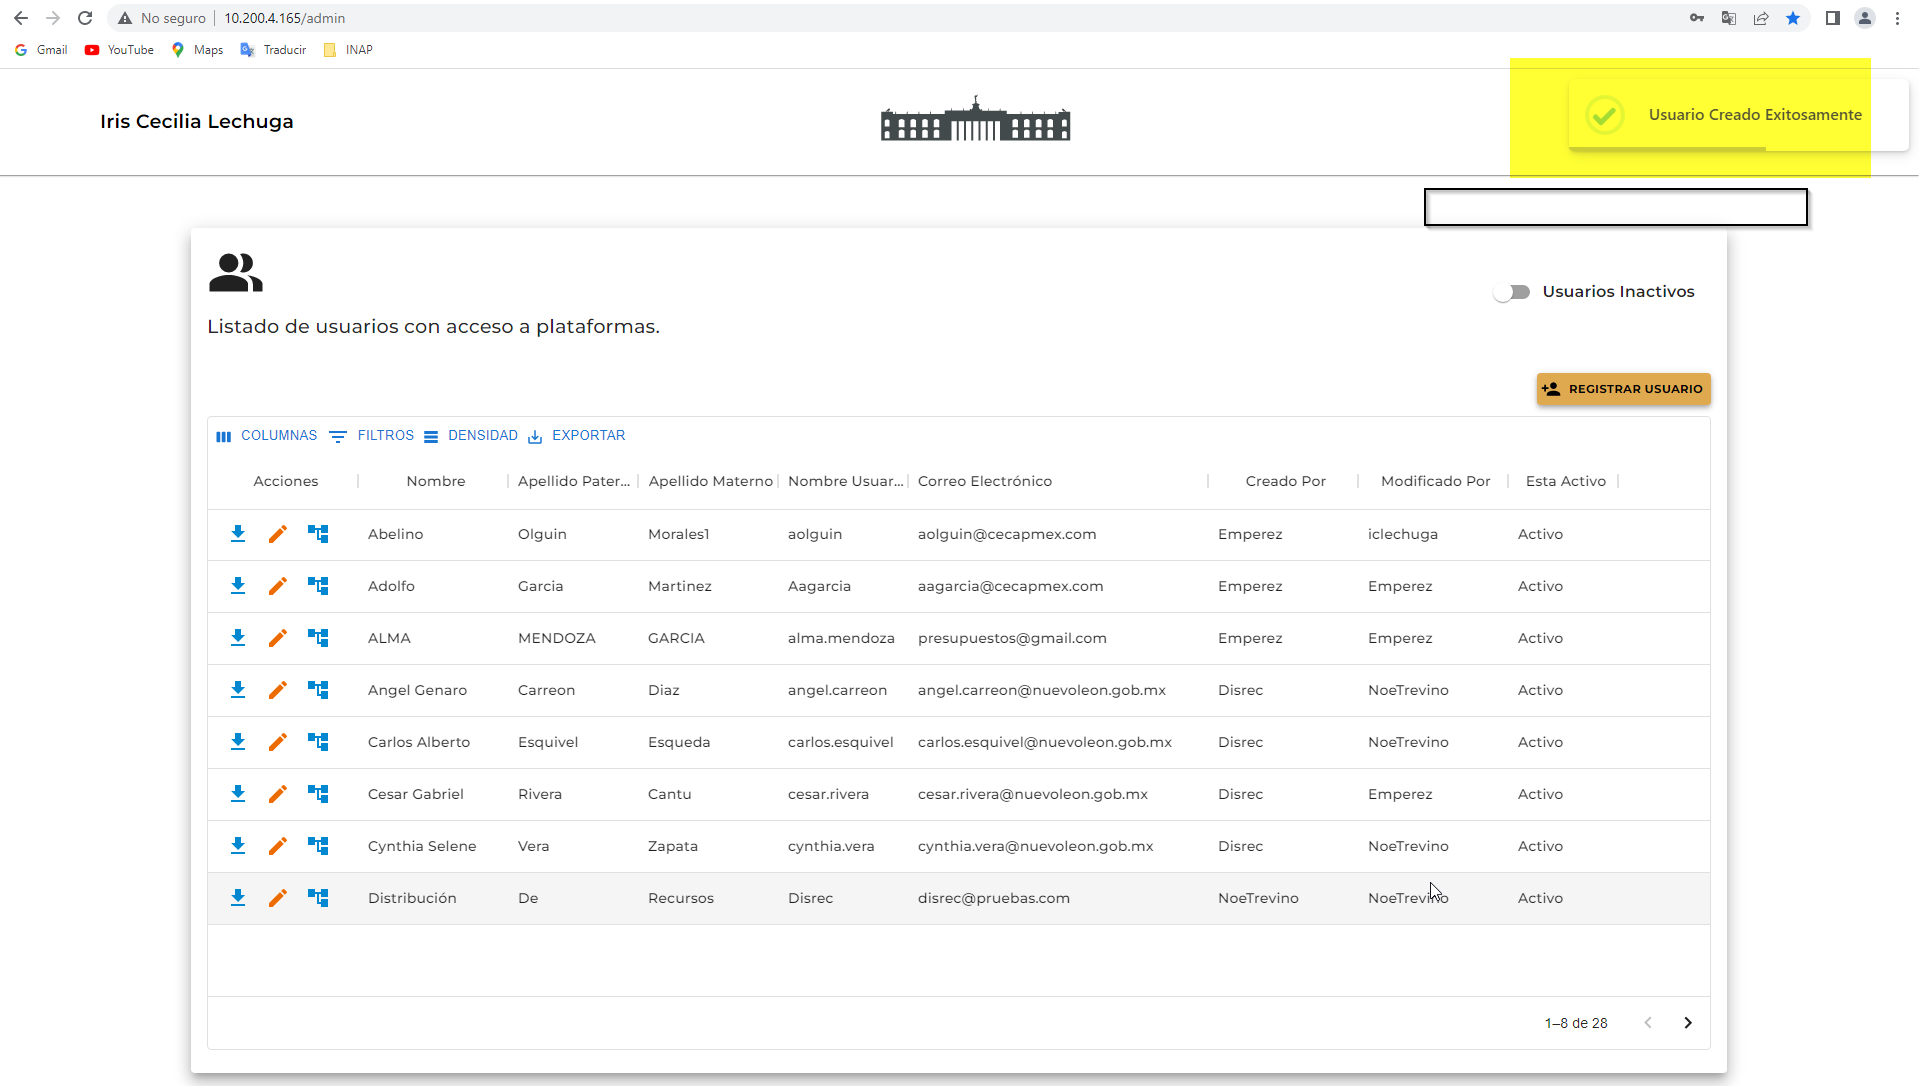 No seguro
10.200.4.165/admin
Gmail
YouTube
Maps
Traducir
INAP
Iris Cecilia Lechuga
Usuario Creado Exitosamente
Usuarios Inactivos
Listado de usuarios con acceso a plataformas.
REGISTRAR USUARIO
COLUMNAS FILTROS DENSIDAD EXPORTAR
Acciones Nombre Apellido Pater... Apellido Materno Nombre Usuar... Correo Electrónico Creado Por Modificado Por Esta Activo
Abelino Olguin Morales1 aolguin aolguin@cecapmex.com Emperez iclechuga Activo
Adolfo Garcia Martinez Aagarcia aagarcia@cecapmex.com Emperez Emperez Activo
ALMA MENDOZA GARCIA alma.mendoza presupuestos@gmail.com Emperez Emperez Activo
Angel Genaro Carreon Diaz angel.carreon angel.carreon@nuevoleon.gob.mx Disrec NoeTrevino Activo
Carlos Alberto Esquivel Esqueda carlos.esquivel carlos.esquivel@nuevoleon.gob.mx Disrec NoeTrevino Activo
Cesar Gabriel Rivera Cantu cesar.rivera cesar.rivera@nuevoleon.gob.mx Disrec Emperez Activo
Cynthia Selene Vera Zapata cynthia.vera cynthia.vera@nuevoleon.gob.mx Disrec NoeTrevino Activo
Distribución De Recursos Disrec disrec@pruebas.com NoeTrevino NoeTrevino Activo
1–8 de 28